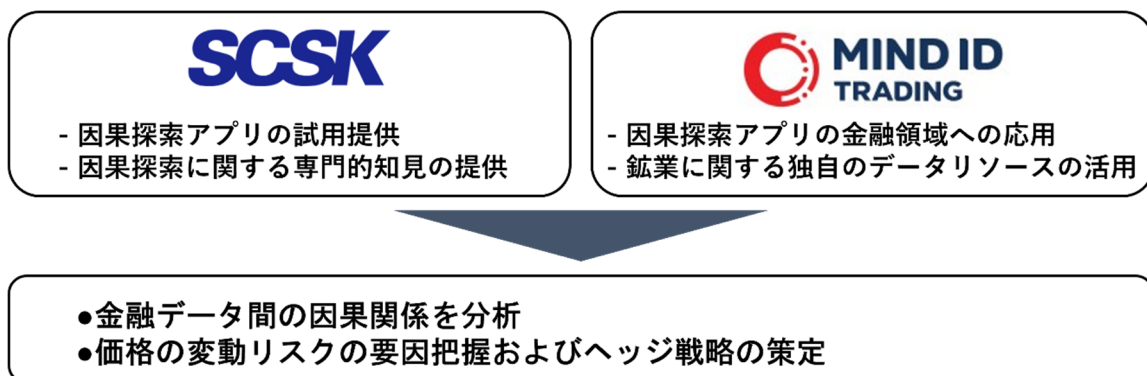 SCSK
- 因果探索アプリの試用提供
- 因果探索に関する専門的知見の提供
MIND ID
TRADING
- 因果探索アプリの金融領域への応用
- 鉱業に関する独自のデータリソースの活用
●金融データ間の因果関係を分析
●価格の変動リスクの要因把握およびヘッジ戦略の策定